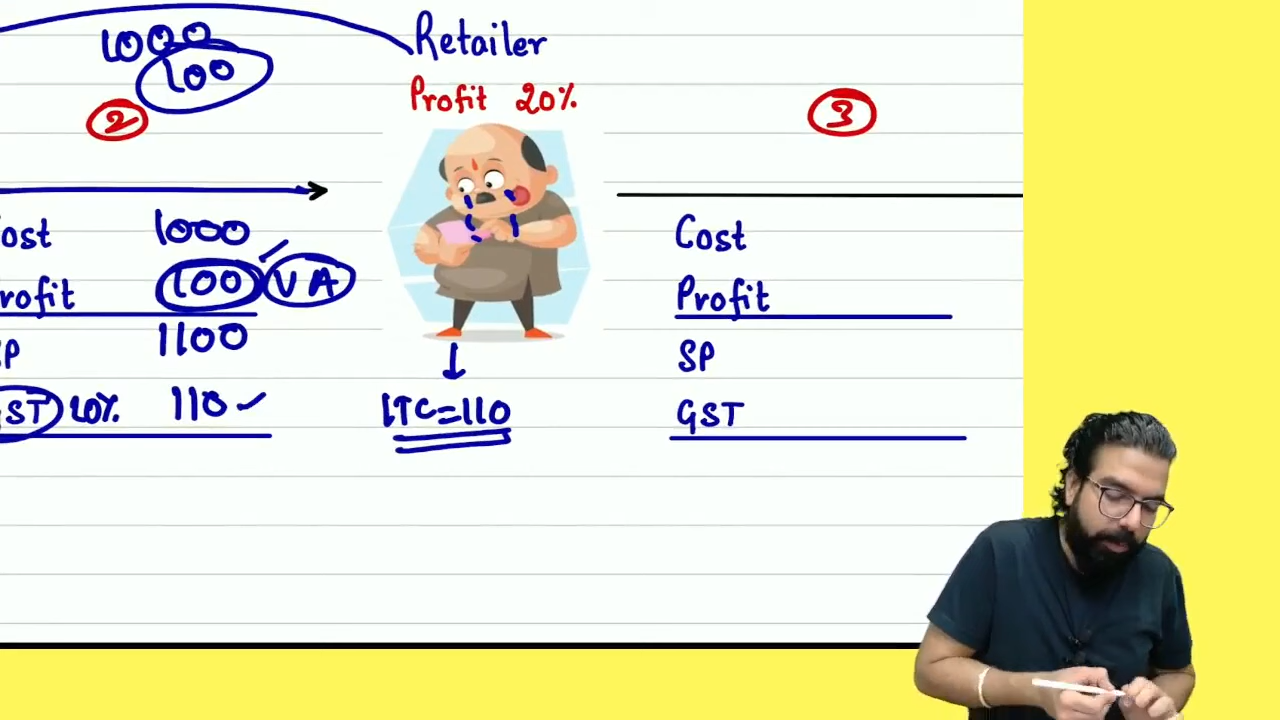 1000
100
2
ost 1000
rofit 100 VA
1100
GST 10% 110
Retailer
Profit 20%
ITC=110
3
Cost
Profit
SP
GST